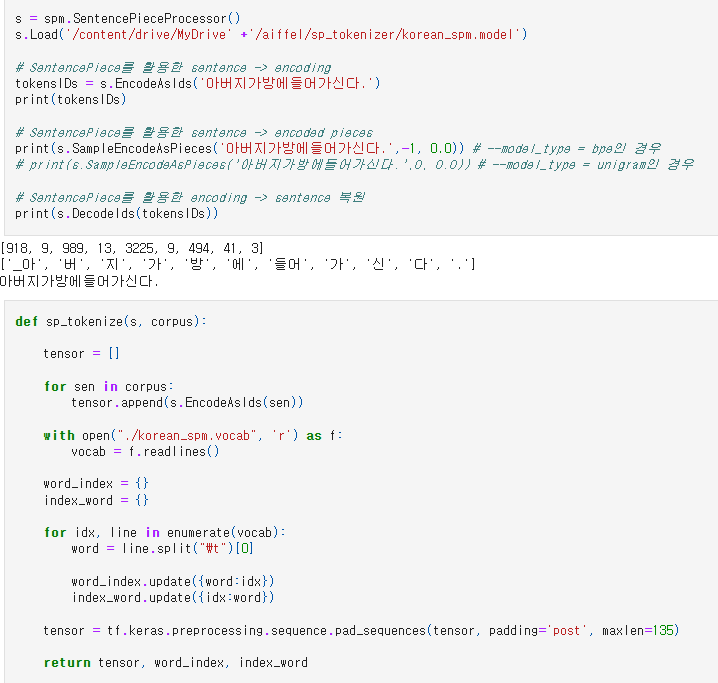 s = spm.SentencePieceProcessor()
s.Load('/content/drive/MyDrive' +'/aiffel/sp_tokenizer/korean_spm.model')
# SentencePiece를 활용한 sentence -> encoding
tokensIDs = s.EncodeAsIds('아버지가방에들어가신다.')
print(tokensIDs)
# SentencePiece를 활용한 sentence -> encoded pieces
print(s.SampleEncodeAsPieces('아버지가방에들어가신다.',-1, 0.0)) # --model_type = bpe인 경우
# print(s.SampleEncodeAsPieces('아버지가방에들어가신다.',0, 0.0)) # --model_type = unigram인 경우
# SentencePiece를 활용한 encoding -> sentence 복원
print(s.DecodeIds(tokensIDs))
[918, 9, 989, 13, 3225, 9, 494, 41, 3]
['_아', '버', '지', '가', '방', '에', '들어', '가', '신', '다', '.']
아버지가방에들어가신다.
def sp_tokenize(s, corpus):
    tensor = []
    for sen in corpus:
        tensor.append(s.EncodeAsIds(sen))
    with open("./korean_spm.vocab", 'r') as f:
        vocab = f.readlines()
    word_index = {}
    index_word = {}
    for idx, line in enumerate(vocab):
        word = line.split("₩t")[0]
        word_index.update({word:idx})
        index_word.update({idx:word})
    tensor = tf.keras.preprocessing.sequence.pad_sequences(tensor, padding='post', maxlen=135)
    return tensor, word_index, index_word